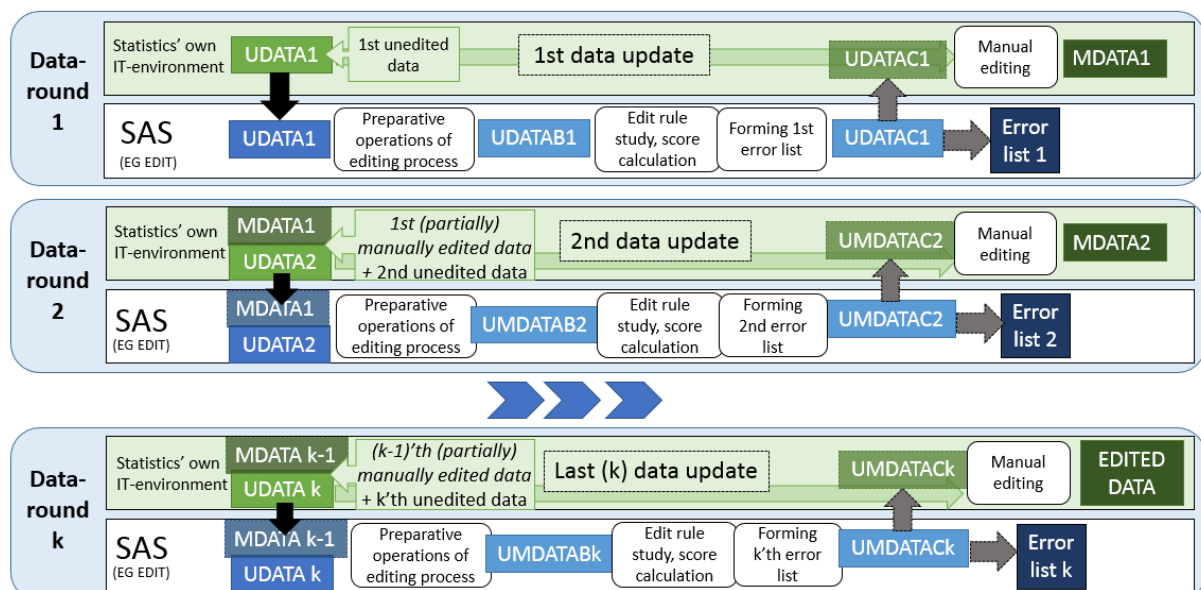 Data-
round
1
Statistics' own
IT-environment
UDATA1
1st unedited
data
1st data update
UDATAC1
Manual
editing
MDATA1
SAS
(EG EDIT)
UDATA1
Preparative
operations of
editing process
UDATAB1
Edit rule
study, score
calculation
Forming 1st
error list
UDATAC1
Error
list 1
Data-
round
2
Statistics' own
IT-environment
MDATA1
UDATA2
1st (partially)
manually edited data
+ 2nd unedited data
2nd data update
UMDATAC2
Manual
editing
MDATA2
SAS
(EG EDIT)
MDATA1
UDATA2
Preparative
operations of
editing process
UMDATAB2
Edit rule
study, score
calculation
Forming
2nd error
list
UMDATAC2
Error
list 2
Data-
round
k
Statistics' own
IT-environment
MDATA k-1
UDATA k
(k-1)'th (partially)
manually edited data
+ k'th unedited data
Last (k) data update
UMDATACk
Manual
editing
EDITED
DATA
SAS
(EG EDIT)
MDATA k-1
UDATA k
Preparative
operations of
editing process
UMDATABk
Edit rule
study, score
calculation
Forming
k'th error
list
UMDATACk
Error
list k